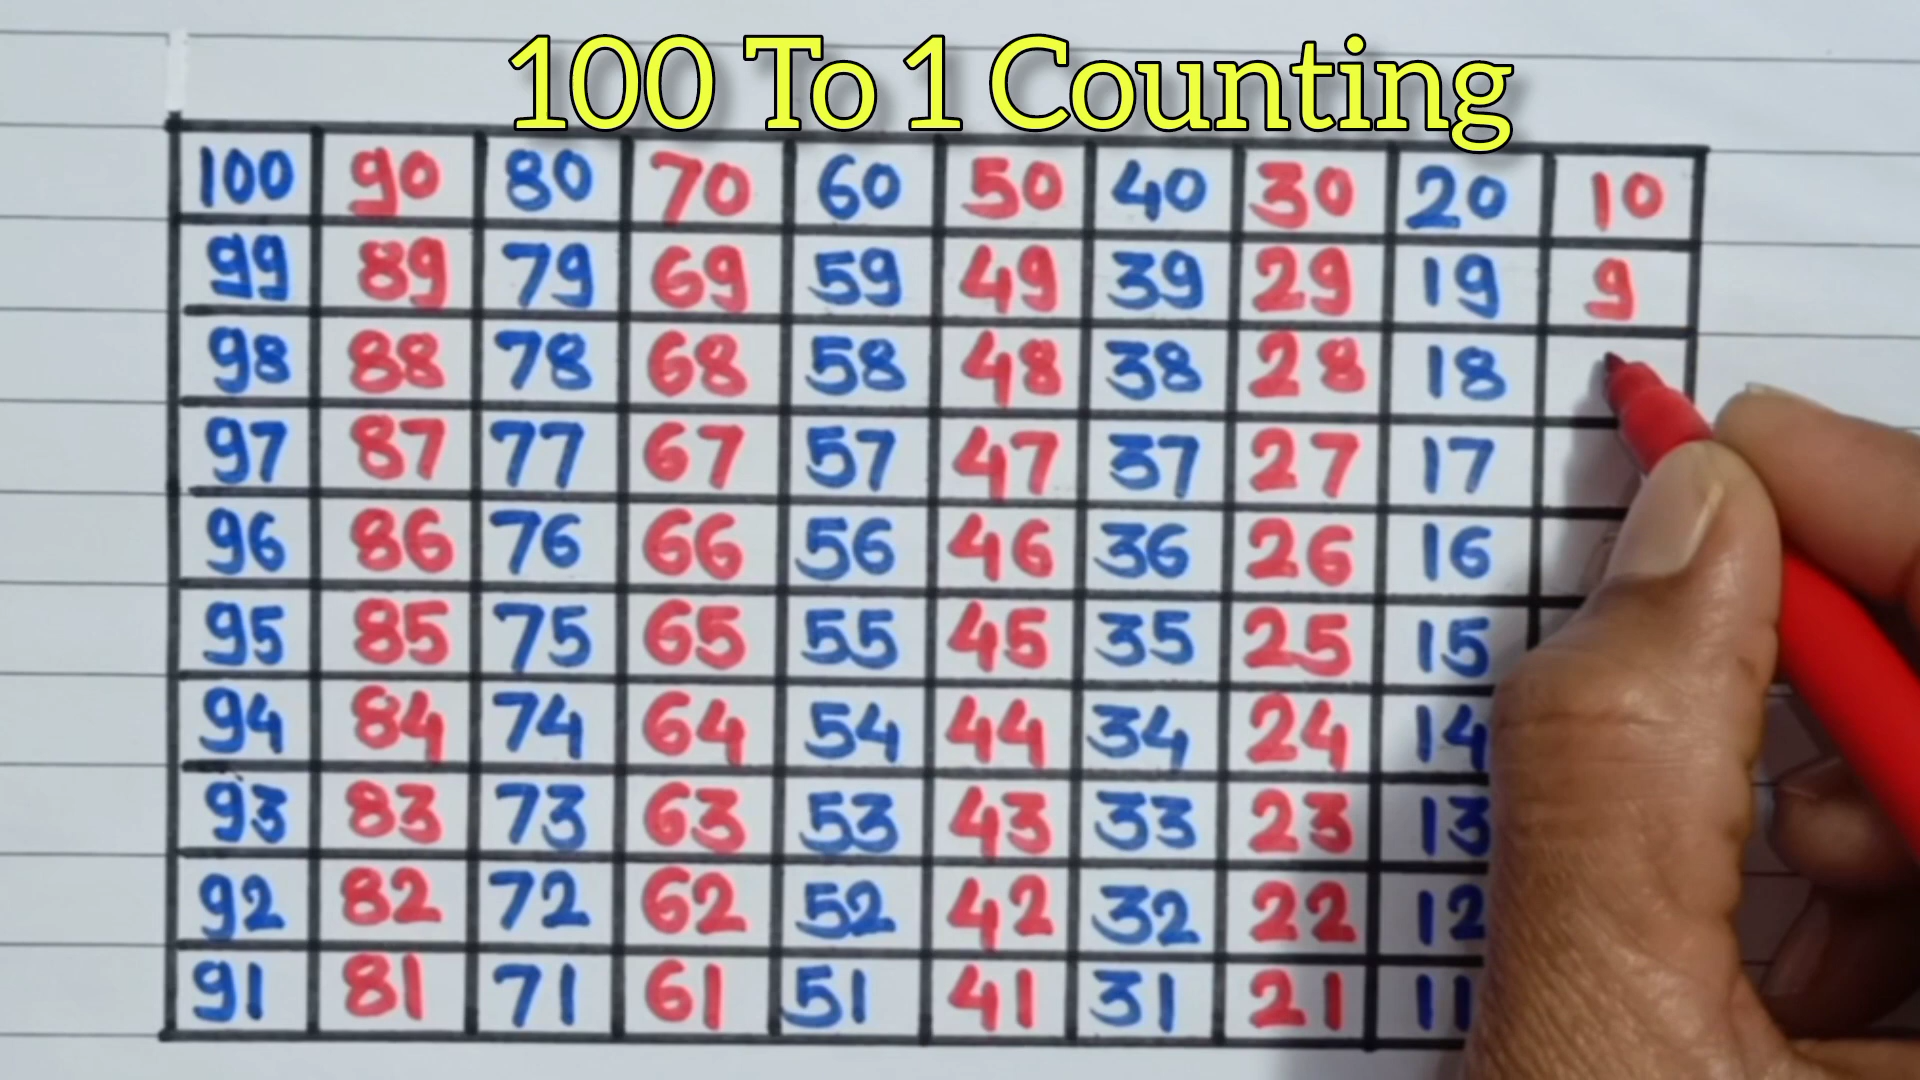 100 To 1 Counting
100 90 80 70 60 50 40 30 20 10
99 89 79 69 59 49 39 29 19 9
98 88 78 68 58 48 38 28 18
97 87 77 67 57 47 37 27 17
96 86 76 66 56 46 36 26 16
95 85 75 65 55 45 35 25 15
94 84 74 64 54 44 34 24 14
93 83 73 63 53 43 33 23 13
92 82 72 62 52 42 32 22 12
91 81 71 61 51 41 31 21 11